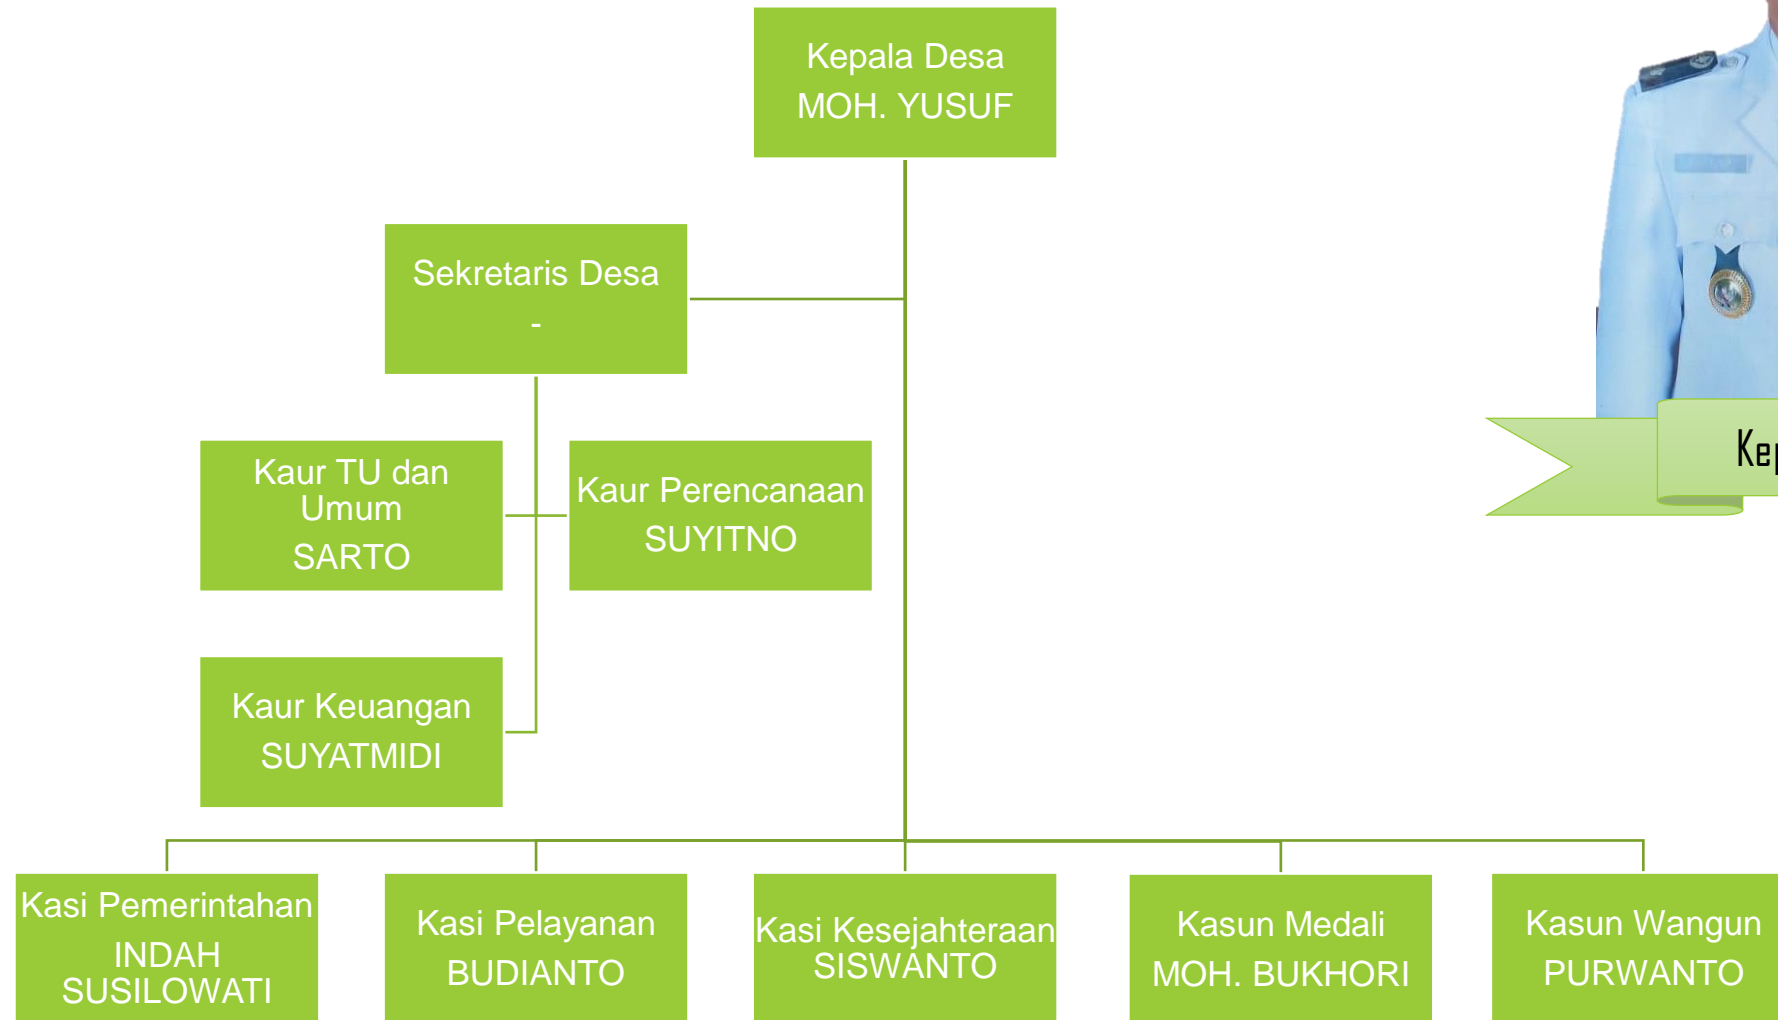 Kepala Desa
MOH. YUSUF
Sekretaris Desa
-
Kaur TU dan
Umum
SARTO
Kaur Perencanaan
SUYITNO
Kaur Keuangan
SUYATMIDI
Kasi Pemerintahan
INDAH
SUSILOWATI
Kasi Pelayanan
BUDIANTO
Kasi Kesejahteraan
SISWANTO
Kasun Medali
MOH. BUKHORI
Kasun Wangun
PURWANTO